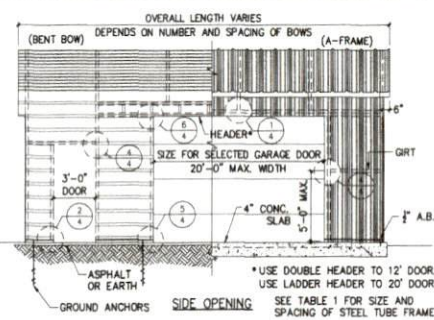 OVERALL LENGTH VARIES
DEPENDS ON NUMBER AND SPACING OF BOWS
(BENT BOW)
(A-FRAME)
6"
6
4
HEADER*
1
4
4
4
SIZE FOR SELECTED GARAGE DOOR
20'-0" MAX. WIDTH
GIRT
3'-0"
DOOR
2
4
5
4
4" CONC.
SLAB
5'-0" MAX.
4
½" A.B.
ASPHALT
OR EARTH
GROUND ANCHORS
SIDE OPENING
* USE DOUBLE HEADER TO 12' DOOR
USE LADDER HEADER TO 20' DOOR
SEE TABLE 1 FOR SIZE AND
SPACING OF STEEL TUBE FRAME